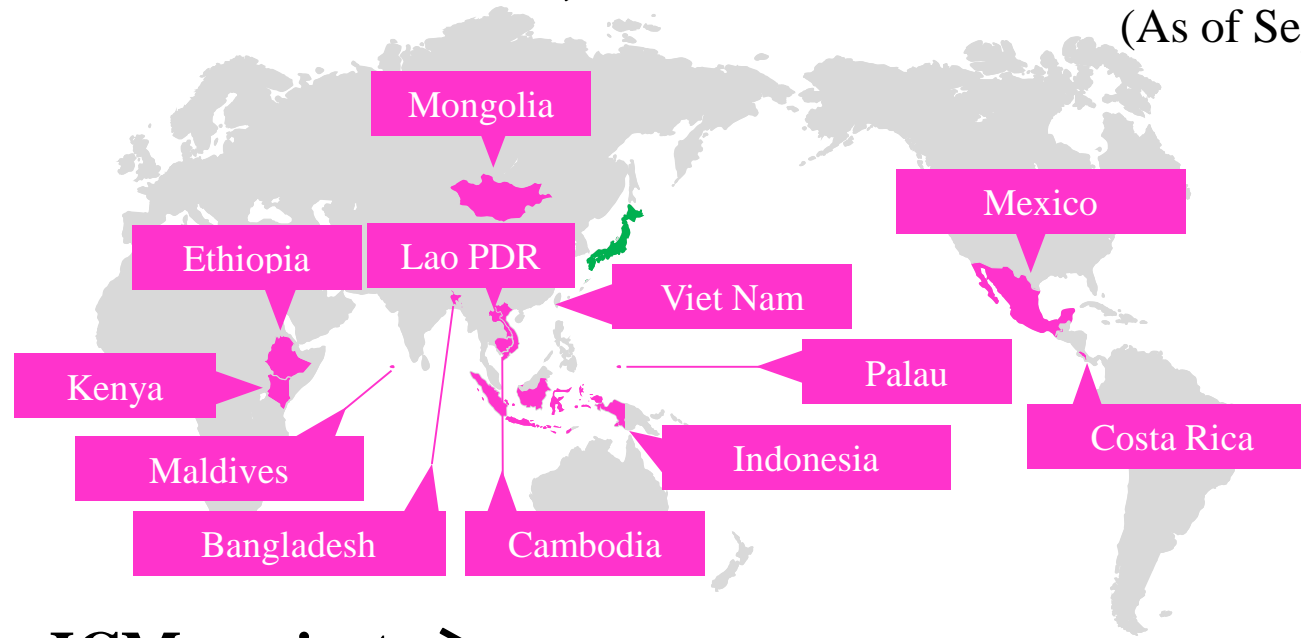 (As of Se
Mongolia
Mexico
Ethiopia
Lao PDR
Viet Nam
Kenya
Palau
Costa Rica
Maldives
Indonesia
Bangladesh
Cambodia